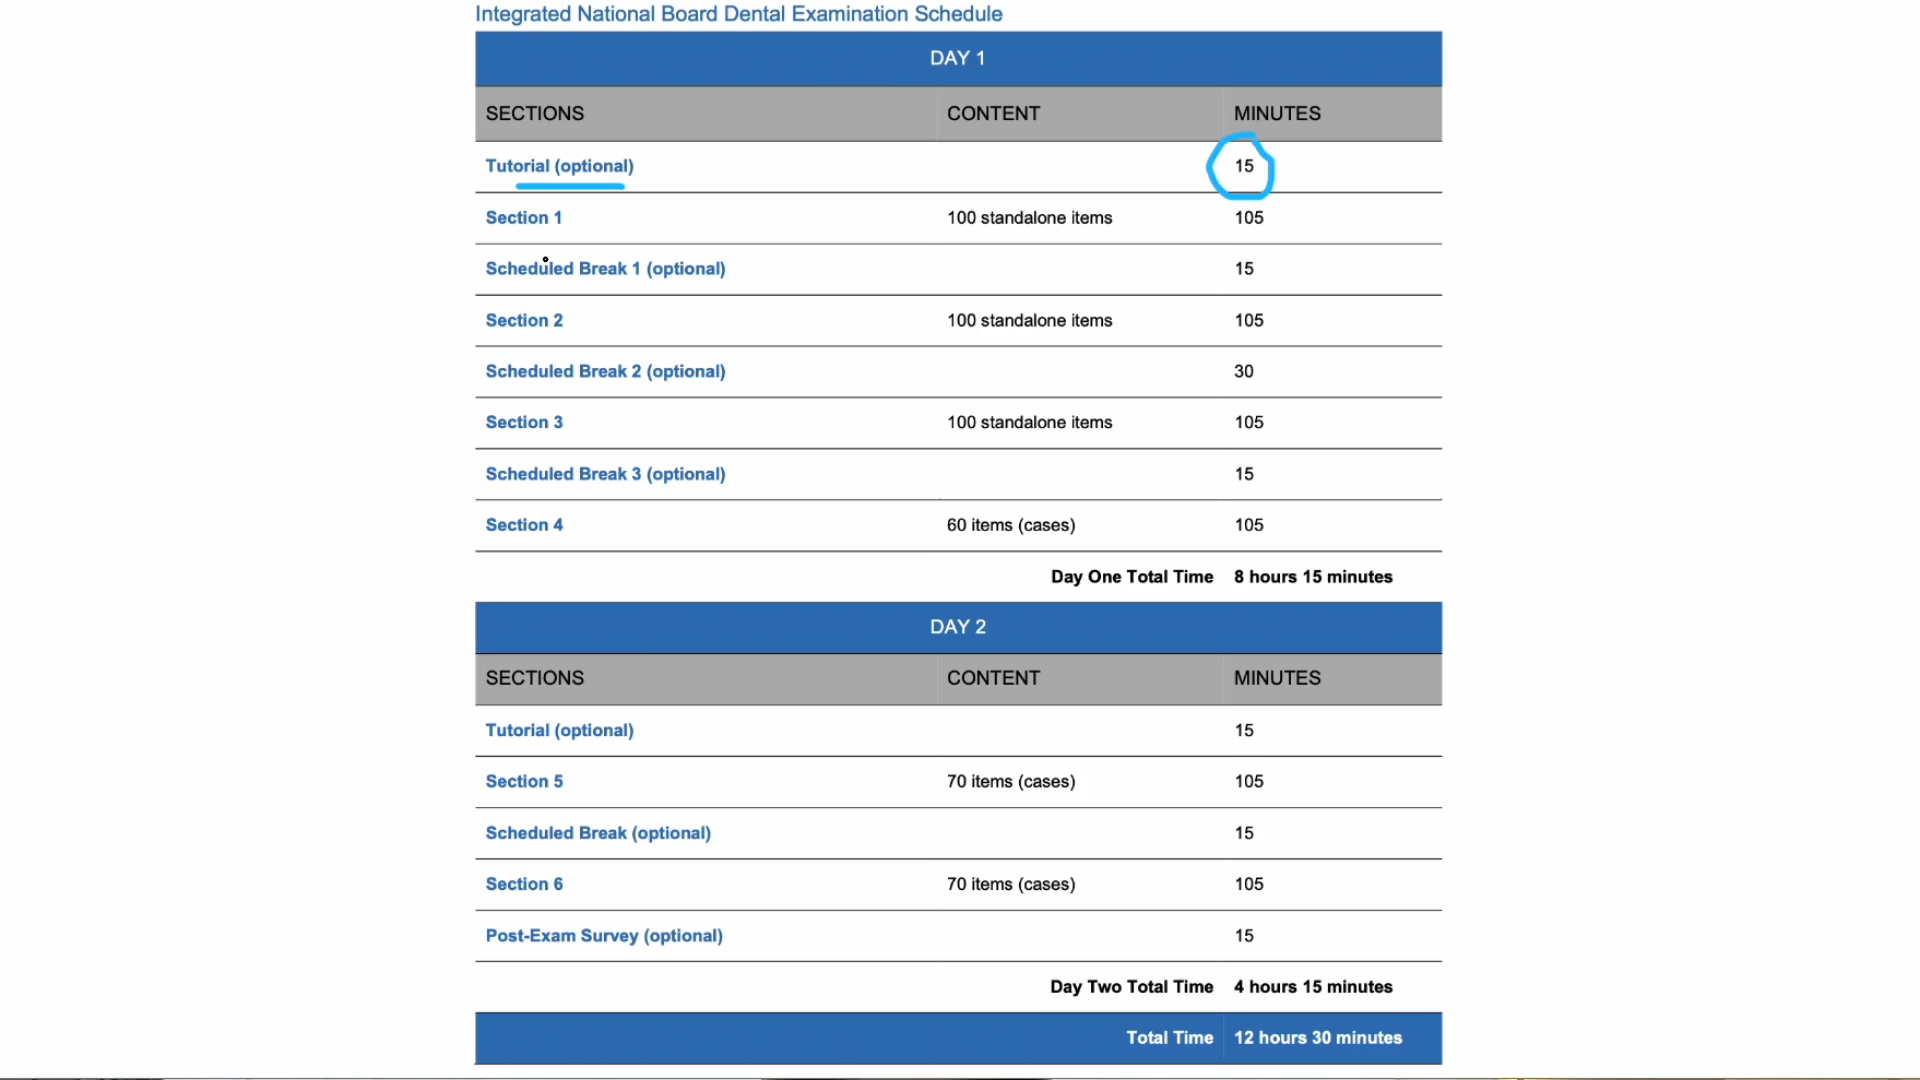 Integrated National Board Dental Examination Schedule
DAY 1
SECTIONS CONTENT MINUTES
Tutorial (optional) 15
Section 1 100 standalone items 105
Scheduled Break 1 (optional) 15
Section 2 100 standalone items 105
Scheduled Break 2 (optional) 30
Section 3 100 standalone items 105
Scheduled Break 3 (optional) 15
Section 4 60 items (cases) 105
Day One Total Time 8 hours 15 minutes
DAY 2
SECTIONS CONTENT MINUTES
Tutorial (optional) 15
Section 5 70 items (cases) 105
Scheduled Break (optional) 15
Section 6 70 items (cases) 105
Post-Exam Survey (optional) 15
Day Two Total Time 4 hours 15 minutes
Total Time 12 hours 30 minutes